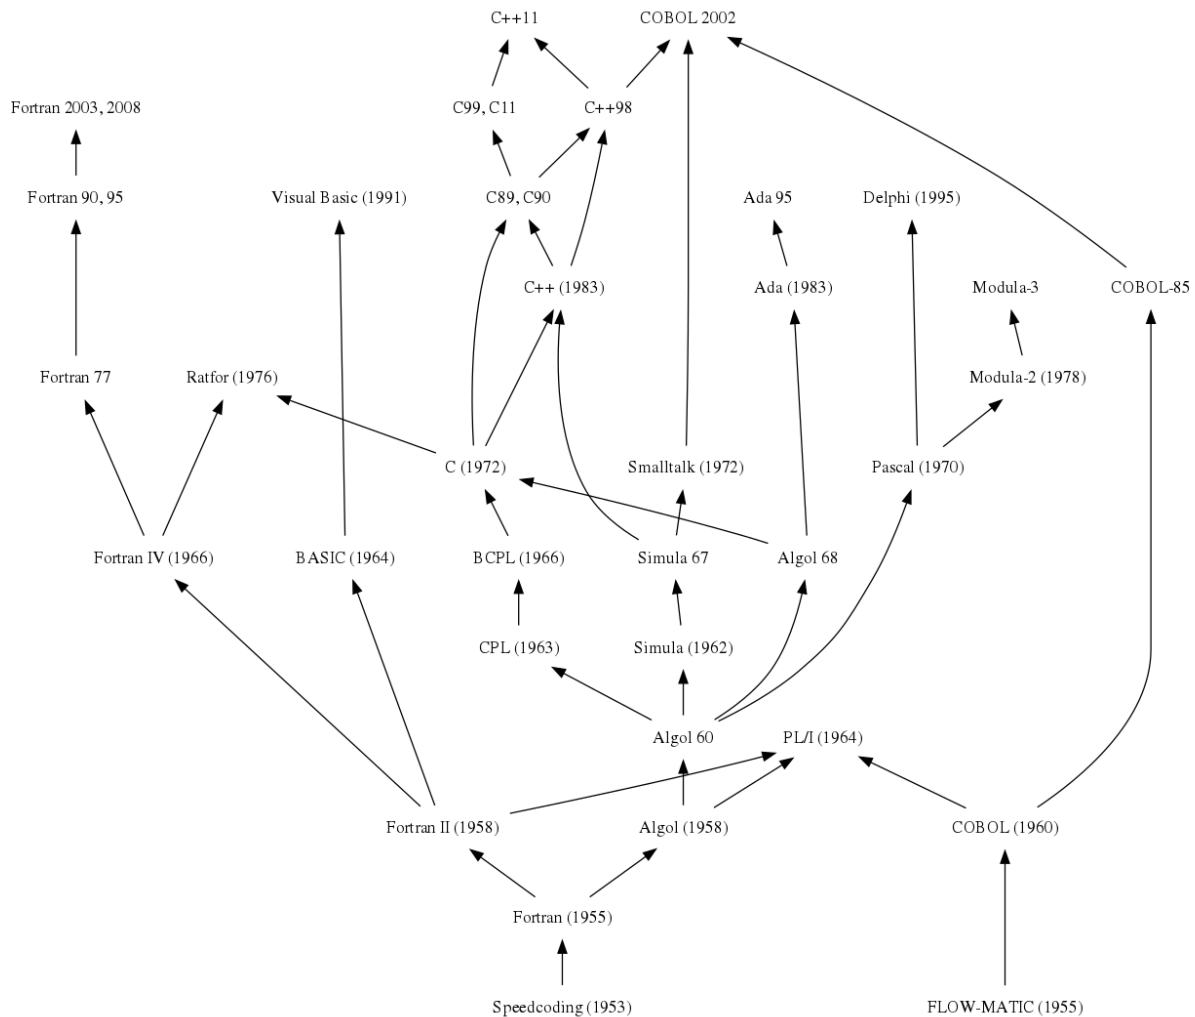 C++11
COBOL 2002
Fortran 2003, 2008
C99, C11
C++98
Fortran 90, 95
Visual Basic (1991)
C89, C90
Ada 95
Delphi (1995)
C++ (1983)
Ada (1983)
Modula-3
COBOL-85
Fortran 77
Ratfor (1976)
Modula-2 (1978)
C (1972)
Smalltalk (1972)
Pascal (1970)
Fortran IV (1966)
BASIC (1964)
BCPL (1966)
Simula 67
Algol 68
CPL (1963)
Simula (1962)
Algol 60
PL/I (1964)
Fortran II (1958)
Algol (1958)
COBOL (1960)
Fortran (1955)
Speedcoding (1953)
FLOW-MATIC (1955)